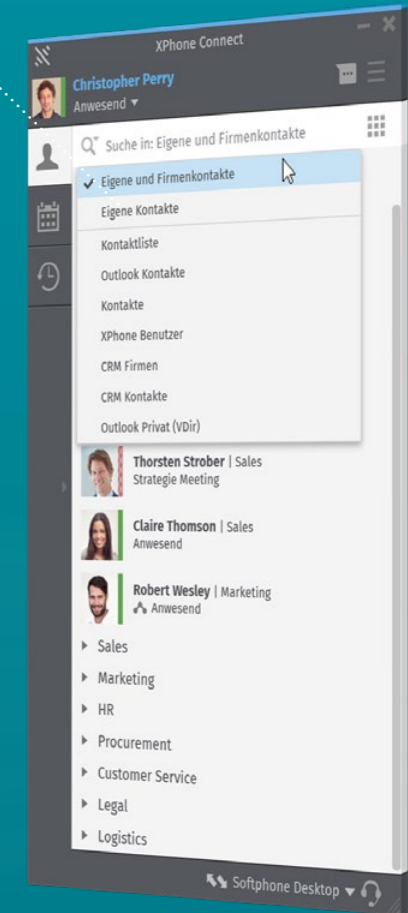 XPhone Connect
Christopher Perry
Anwesend
Suche in: Eigene und Firmenkontakte
Eigene und Firmenkontakte
Eigene Kontakte
Kontaktliste
Outlook Kontakte
Kontakte
XPhone Benutzer
CRM Firmen
CRM Kontakte
Outlook Privat (VDir)
Thorsten Strober | Sales
Strategie Meeting
Claire Thomson | Sales
Anwesend
Robert Wesley | Marketing
Anwesend
Sales
Marketing
HR
Procurement
Customer Service
Legal
Logistics
Softphone Desktop